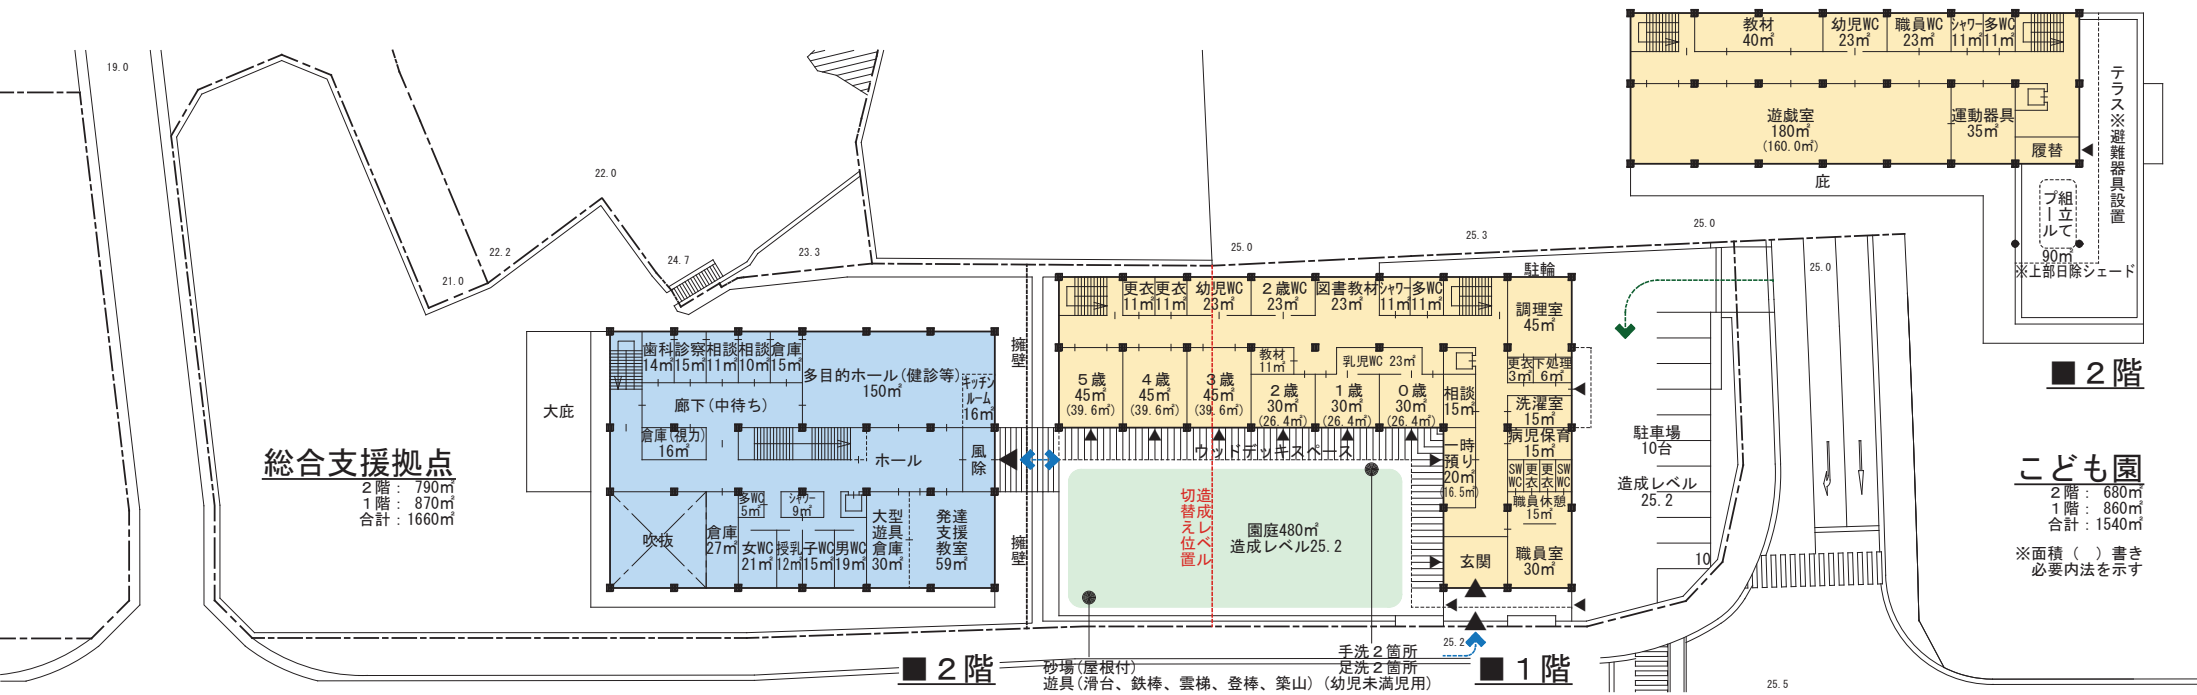 19.0
22.0
22.2
21.0
24.7
23.3
25.0
25.3
25.0
25.0
総合支援拠点
2階: 790㎡
1階: 870㎡
合計: 1660㎡
大庇
歯科
14㎡
診察
15㎡
相談
11㎡
相談
10㎡
倉庫
15㎡
多目的ホール(健診等)
150㎡
キッチン
ルーム
16㎡
廊下(中待ち)
倉庫(視力)
16㎡
ホール
風除
吹抜
倉庫
27㎡
多WC
5㎡
シャワー
9㎡
女WC
21㎡
授乳
12㎡
子WC
15㎡
男WC
19㎡
大型
遊具
倉庫
30㎡
発達
支援
教室
59㎡
擁壁
擁壁
■2階
更衣
11㎡
更衣
11㎡
幼児WC
23㎡
2歳WC
23㎡
図書教材
23㎡
シャワー
11㎡
多WC
11㎡
駐輪
調理室
45㎡
5歳
45㎡
(39.6㎡)
4歳
45㎡
(39.6㎡)
3歳
45㎡
(39.6㎡)
教材
11㎡
2歳
30㎡
(26.4㎡)
乳児WC 23㎡
1歳
30㎡
(26.4㎡)
0歳
30㎡
(26.4㎡)
相談
15㎡
更衣
3㎡
下処理
6㎡
洗濯室
15㎡
病児保育
15㎡
一時
預り
20㎡
(16.5㎡)
SW
WC
更衣
更衣
SW
WC
職員休憩
15㎡
職員室
30㎡
玄関
ウッドデッキスペース
造成レベル
切替え位置
園庭480㎡
造成レベル25.2
砂場(屋根付)
遊具(滑台、鉄棒、雲梯、登棒、築山)(幼児未満児用)
手洗2箇所
足洗2箇所
25.2
■1階
駐車場
10台
造成レベル
25.2
10
25.5
教材
40㎡
幼児WC
23㎡
職員WC
23㎡
シャワー
11㎡
多WC
11㎡
遊戯室
180㎡
(160.0㎡)
運動器具
35㎡
履替
庇
テラス※避難器具設置
組立て
プール
90㎡
※上部日除シェード
■2階
こども園
2階: 680㎡
1階: 860㎡
合計: 1540㎡
※面積( )書き
必要内法を示す